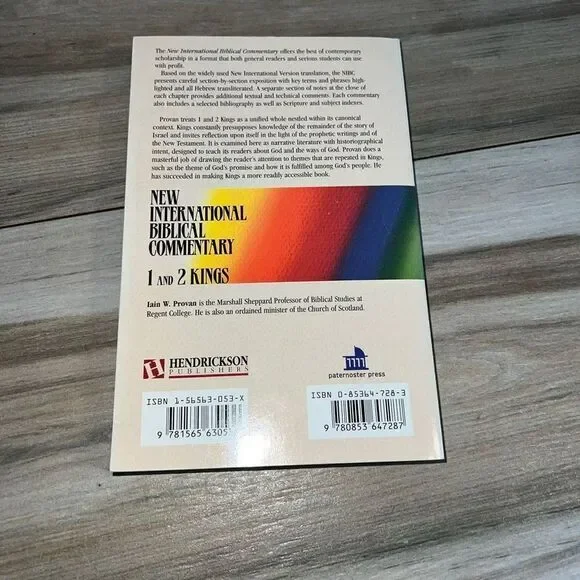 The New International Biblical Commentary offers the best of contemporary
scholarship in a format that both general readers and serious students can use
with profit.
Based on the widely used New International Version translation, the NIBC
presents careful section-by-section exposition with key terms and phrases high-
lighted and all Hebrew transliterated. A separate section of notes at the close of
each chapter provides additional textual and technical comments. Each commentary
also includes a selected bibliography as well as Scripture and subject indexes.
Provan treats 1 and 2 Kings as a unified whole nestled within its canonical
context. Kings constantly presupposes knowledge of the remainder of the story of
Israel and invites reflection upon itself in the light of the prophetic writings and of
the New Testament. It is examined here as narrative literature with historiographical
intent, designed to teach its readers about God and the ways of God. Provan does a
masterful job of drawing the reader's attention to themes that are repeated in Kings,
such as the theme of God's promise and how it is fulfilled among God's people. He
has succeeded in making Kings a more readily accessible book.
NEW
INTERNATIONAL
BIBLICAL
COMMENTARY
1 AND 2 KINGS
Iain W. Provan is the Marshall Sheppard Professor of Biblical Studies at
Regent College. He is also an ordained minister of the Church of Scotland.
H HENDRICKSON
PUBLISHERS
paternoster press
ISBN 1-56563-053-X
9 781565 6305
ISBN 0-85364-728-3
9 780853 647287